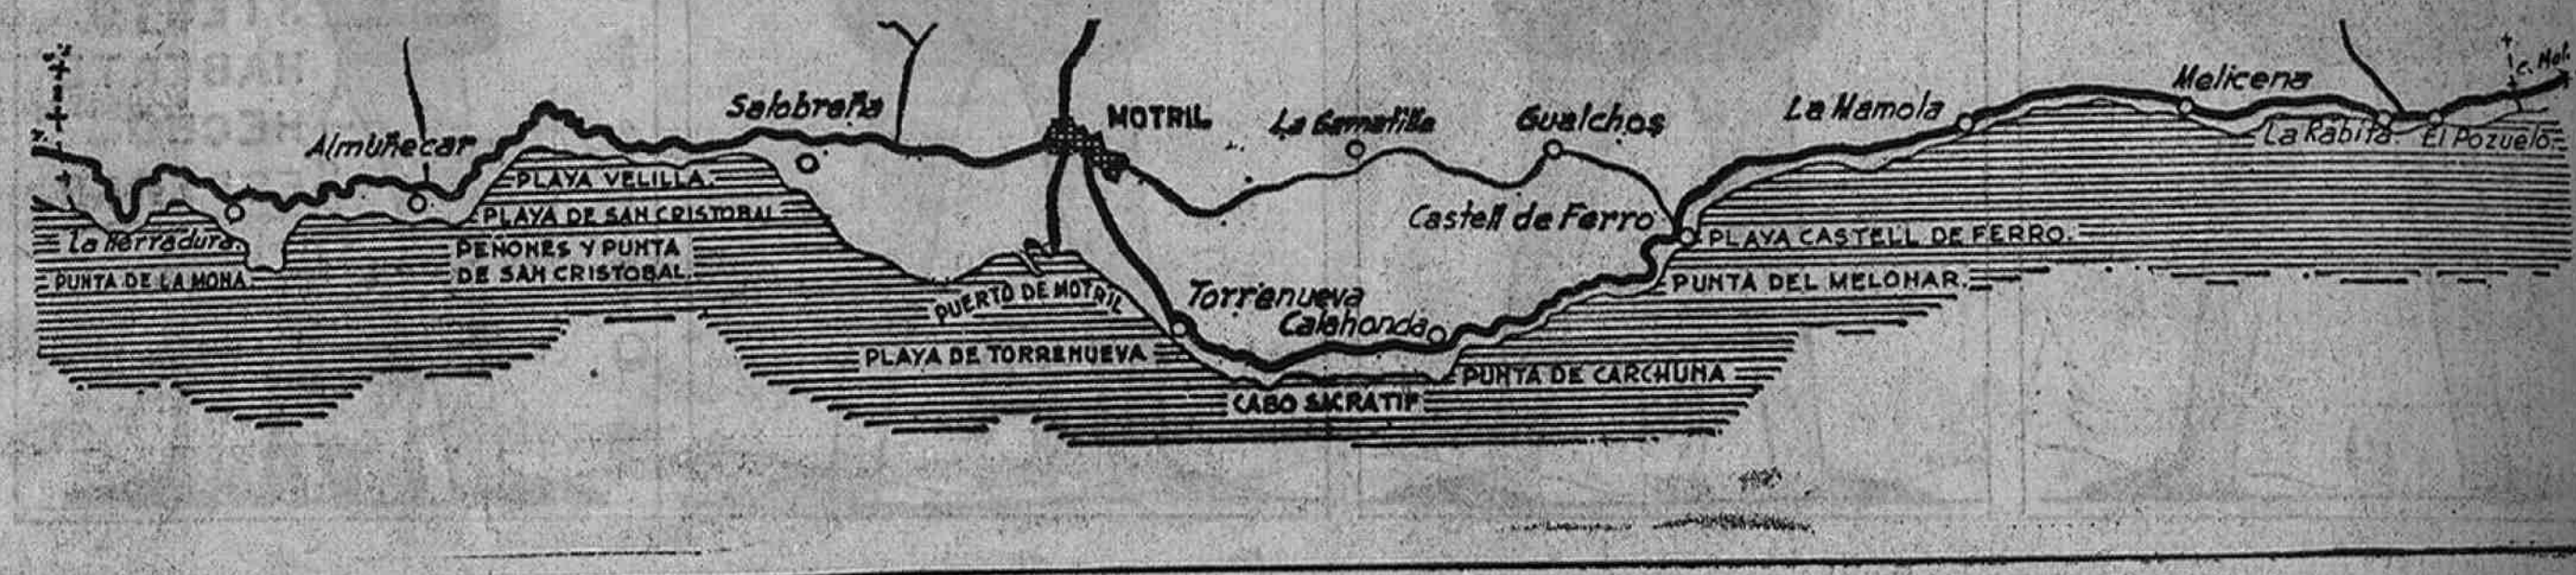 Almuñecar
Salobreña
MOTRIL
La Gamatilla
Gualchos
La Mamola
Melicena
La Rábita
El Pozuelo
Castell de Ferro
La Herradura
PUNTA DE LA MONA
PLAYA VELILLA.
PLAYA DE SAN CRISTOBAL
PEÑONES Y PUNTA
DE SAN CRISTOBAL.
PUERTO DE MOTRIL
Torrenueva
Calahonda
PLAYA CASTELL DE FERRO.
PUNTA DEL MELONAR.
PLAYA DE TORRENUEVA
PUNTA DE CARCHUNA
CABO SACRATIF